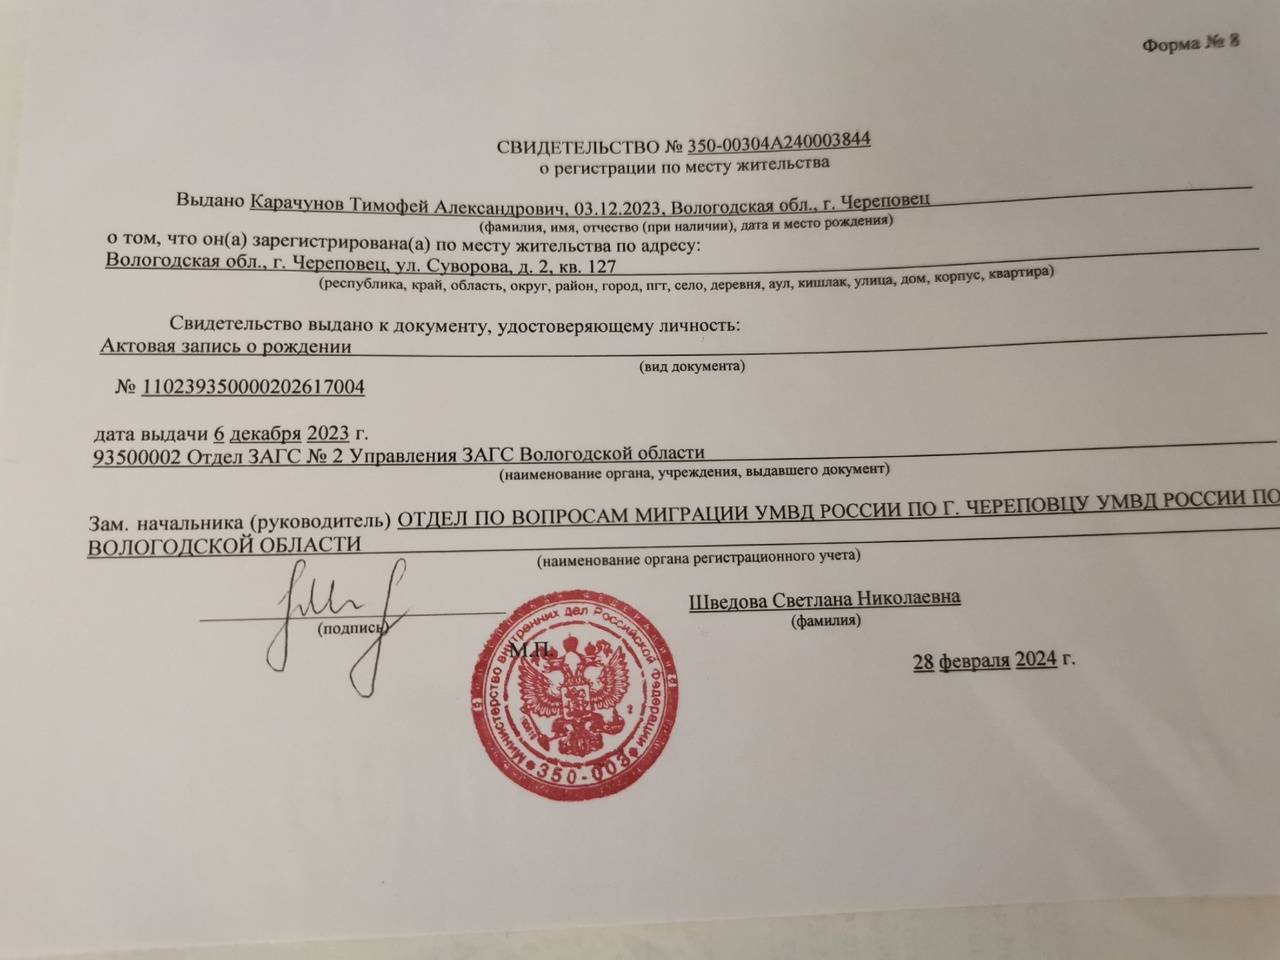 Форма № 8
СВИДЕТЕЛЬСТВО № 350-00304А240003844
о регистрации по месту жительства
Выдано Карачунов Тимофей Александрович, 03.12.2023, Вологодская обл., г. Череповец
(фамилия, имя, отчество (при наличии), дата и место рождения)
о том, что он(а) зарегистрирована(а) по месту жительства по адресу:
Вологодская обл., г. Череповец, ул. Суворова, д. 2, кв. 127
(республика, край, область, округ, район, город, пгт, село, деревня, аул, кишлак, улица, дом, корпус, квартира)
Свидетельство выдано к документу, удостоверяющему личность:
Актовая запись о рождении
(вид документа)
№ 110239350000202617004
дата выдачи 6 декабря 2023 г.
93500002 Отдел ЗАГС № 2 Управления ЗАГС Вологодской области
(наименование органа, учреждения, выдавшего документ)
Зам. начальника (руководитель) ОТДЕЛ ПО ВОПРОСАМ МИГРАЦИИ УМВД РОССИИ ПО Г. ЧЕРЕПОВЦУ УМВД РОССИИ ПО
ВОЛОГОДСКОЙ ОБЛАСТИ
(наименование органа регистрационного учета)
(подпись)
М.П.
Министерство внутренних дел Российской Федерации
350-003
Шведова Светлана Николаевна
(фамилия)
28 февраля 2024 г.